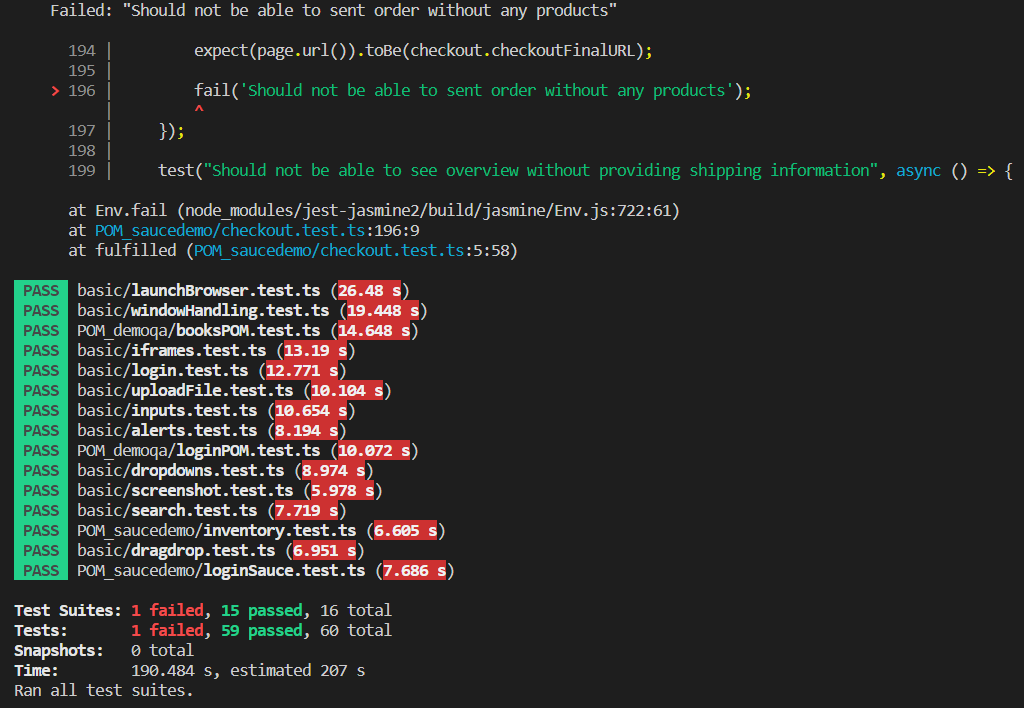 Failed: "Should not be able to sent order without any products"
194 | expect(page.url()).toBe(checkout.checkoutFinalURL);
195 |
> 196 | fail('Should not be able to sent order without any products');
| ^
197 | });
198 |
199 | test("Should not be able to see overview without providing shipping information", async () => {
at Env.fail (node_modules/jest-jasmine2/build/jasmine/Env.js:722:61)
at POM_saucedemo/checkout.test.ts:196:9
at fulfilled (POM_saucedemo/checkout.test.ts:5:58)
PASS basic/launchBrowser.test.ts (26.48 s)
PASS basic/windowHandling.test.ts (19.448 s)
PASS POM_demoqa/booksPOM.test.ts (14.648 s)
PASS basic/iframes.test.ts (13.19 s)
PASS basic/login.test.ts (12.771 s)
PASS basic/uploadFile.test.ts (10.104 s)
PASS basic/inputs.test.ts (10.654 s)
PASS basic/alerts.test.ts (8.194 s)
PASS POM_demoqa/loginPOM.test.ts (10.072 s)
PASS basic/dropdowns.test.ts (8.974 s)
PASS basic/screenshot.test.ts (5.978 s)
PASS basic/search.test.ts (7.719 s)
PASS POM_saucedemo/inventory.test.ts (6.605 s)
PASS basic/dragdrop.test.ts (6.951 s)
PASS POM_saucedemo/loginSauce.test.ts (7.686 s)
Test Suites: 1 failed, 15 passed, 16 total
Tests: 1 failed, 59 passed, 60 total
Snapshots: 0 total
Time: 190.484 s, estimated 207 s
Ran all test suites.